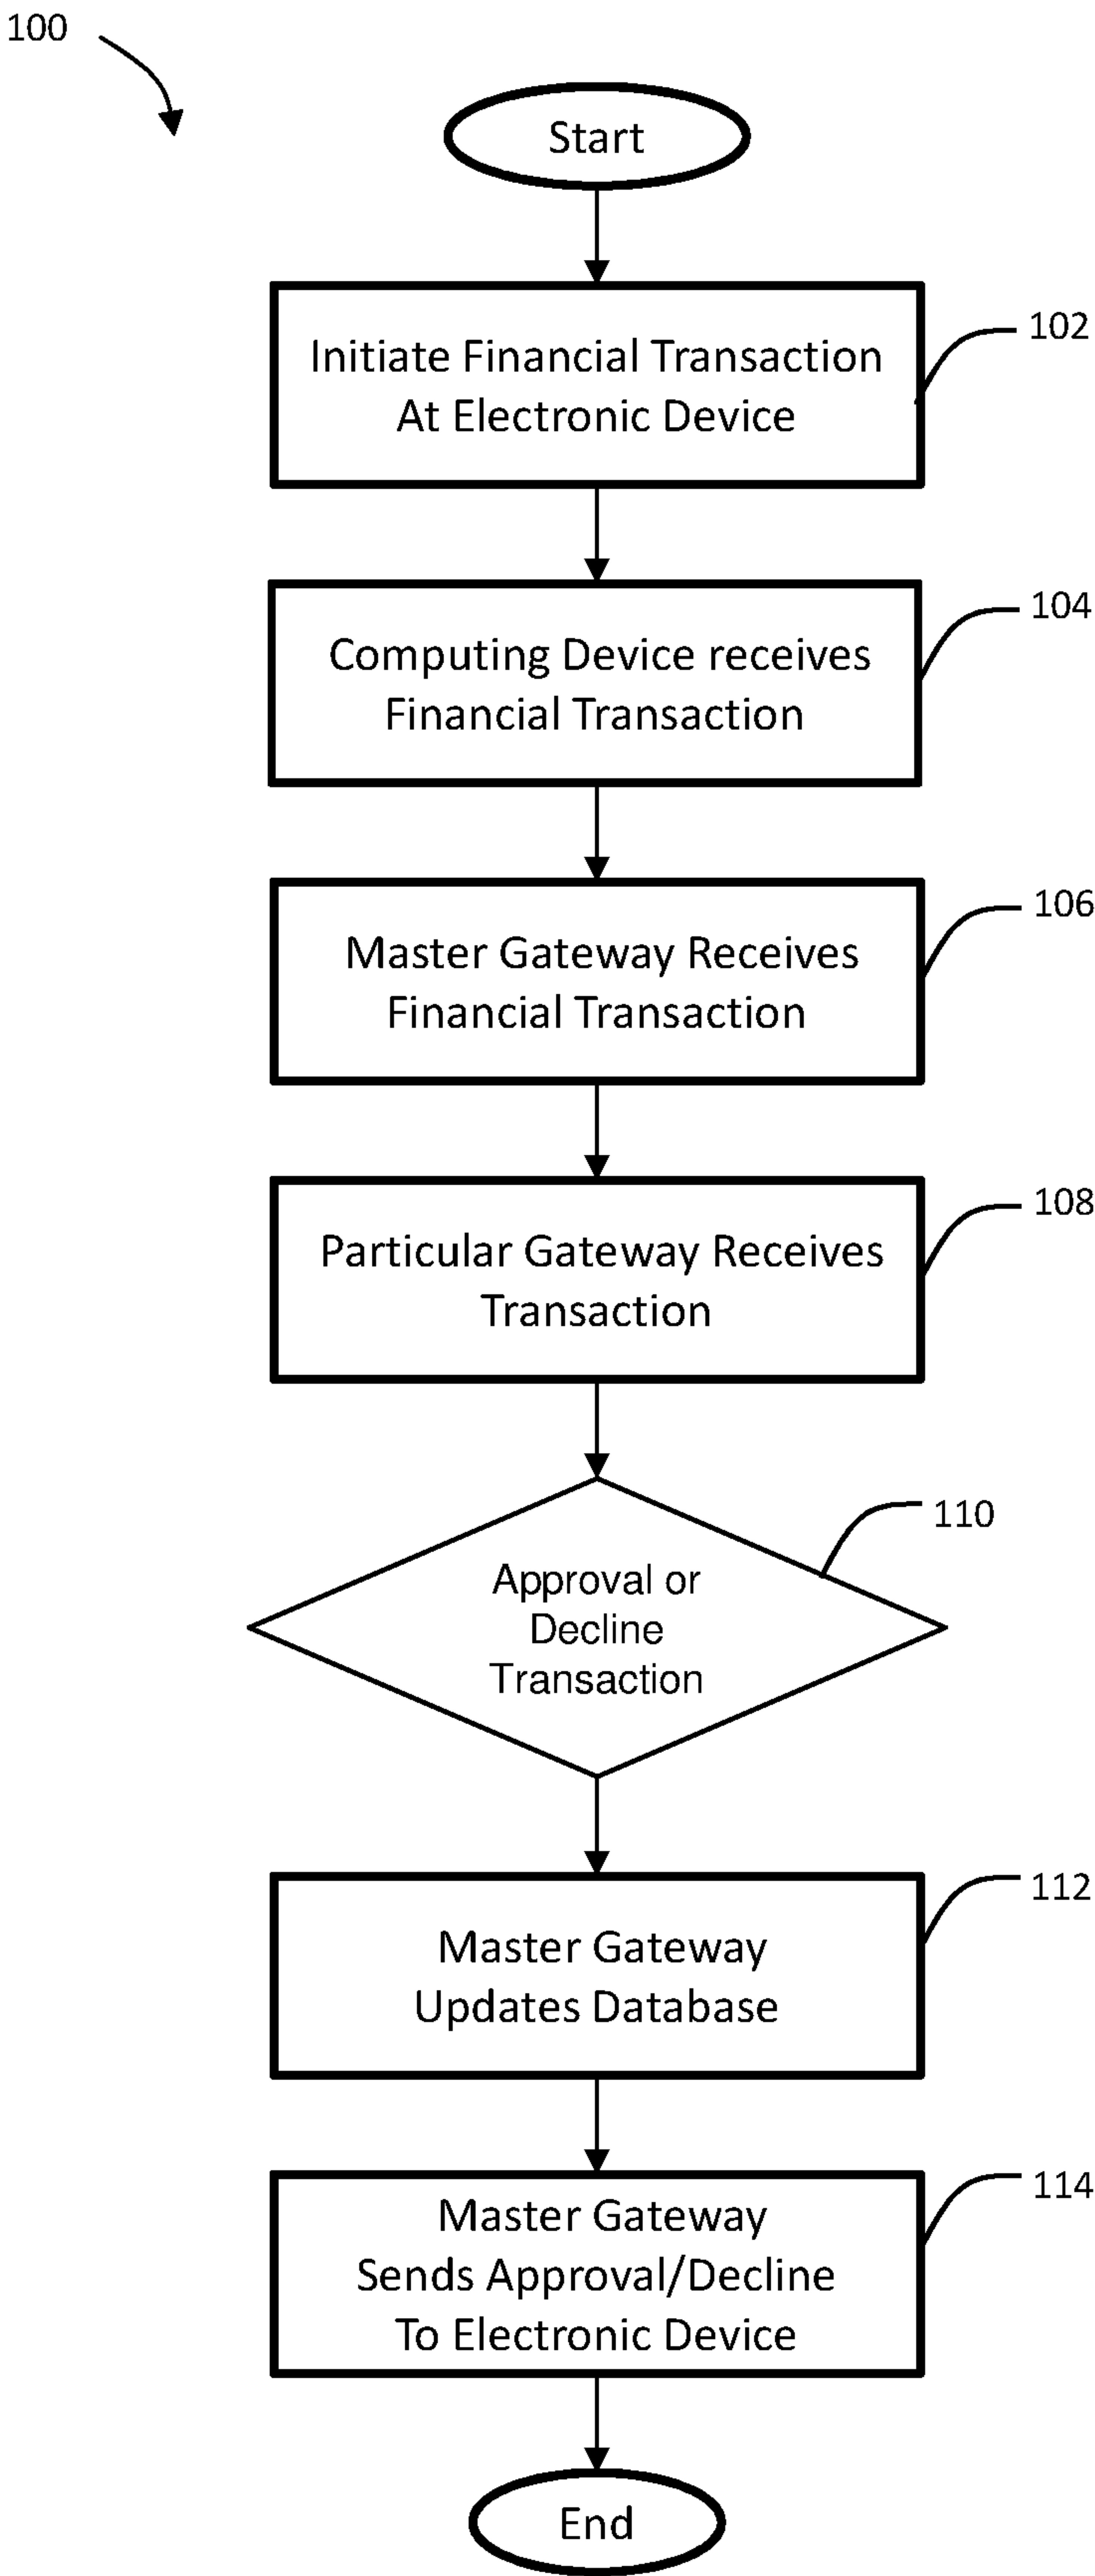 100
Start
Initiate Financial Transaction
At Electronic Device
102
Computing Device receives
Financial Transaction
104
Master Gateway Receives
Financial Transaction
106
Particular Gateway Receives
Transaction
108
Approval or
Decline
Transaction
110
Master Gateway
Updates Database
112
Master Gateway
Sends Approval/Decline
To Electronic Device
114
End